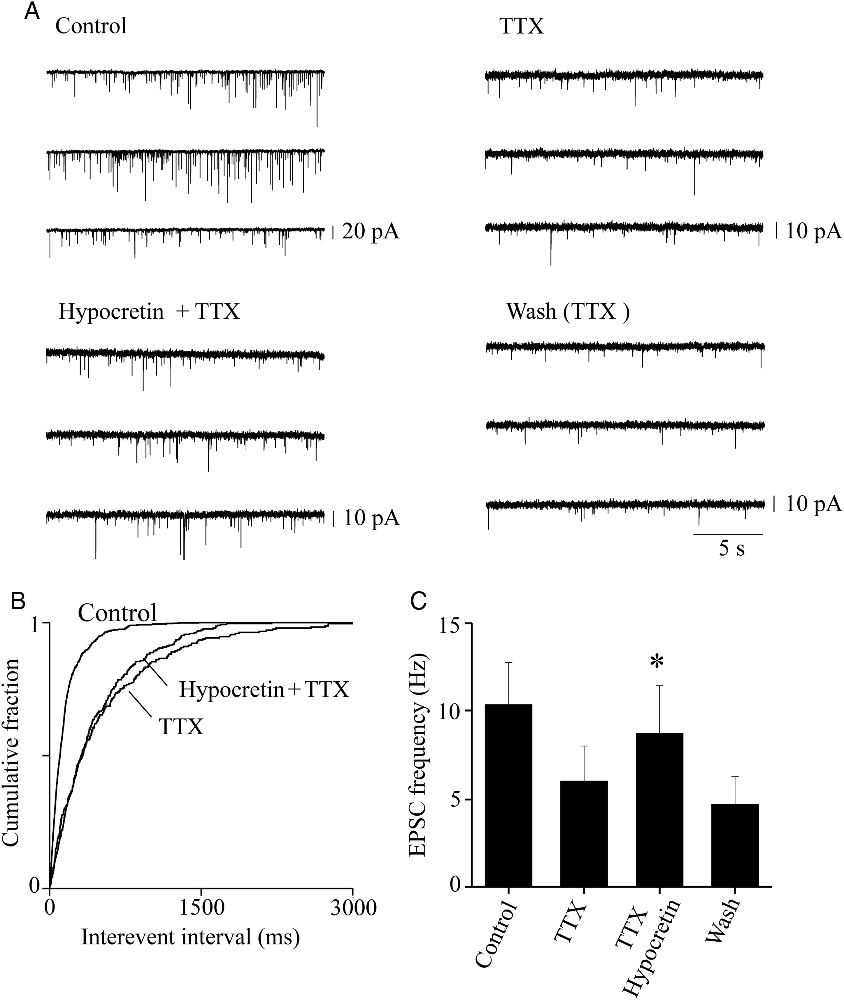 A
Control
TTX
20 pA
10 pA
Hypocretin + TTX
Wash (TTX )
10 pA
10 pA
5 s
B
Control
1
Hypocretin + TTX
TTX
0
0
1500
3000
Cumulative fraction
Interevent interval (ms)
C
15
10
5
0
EPSC frequency (Hz)
*
Control
TTX
TTX
Hypocretin
Wash